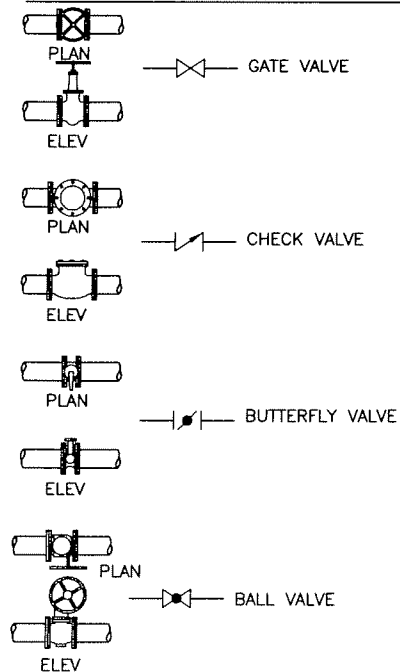 PLAN
GATE VALVE
ELEV
PLAN
CHECK VALVE
ELEV
PLAN
BUTTERFLY VALVE
ELEV
PLAN
BALL VALVE
ELEV